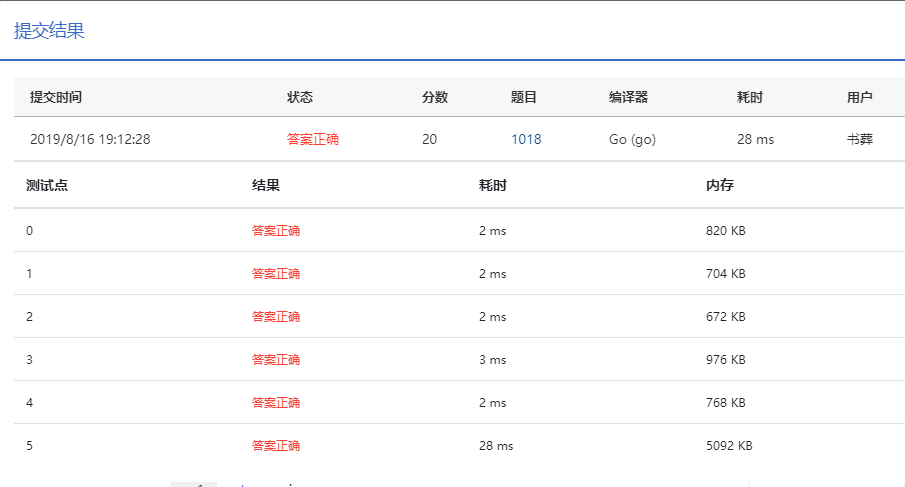 提交结果
提交时间 状态 分数 题目 编译器 耗时 用户
2019/8/16 19:12:28 答案正确 20 1018 Go (go) 28 ms 书葬
测试点 结果 耗时 内存
0 答案正确 2 ms 820 KB
1 答案正确 2 ms 704 KB
2 答案正确 2 ms 672 KB
3 答案正确 3 ms 976 KB
4 答案正确 2 ms 768 KB
5 答案正确 28 ms 5092 KB